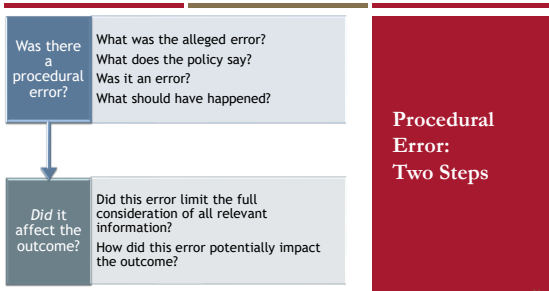 Was there
a
procedural
error?
What was the alleged error?
What does the policy say?
Was it an error?
What should have happened?
Did it
affect the
outcome?
Did this error limit the full
consideration of all relevant
information?
How did this error potentially impact
the outcome?
Procedural
Error:
Two Steps